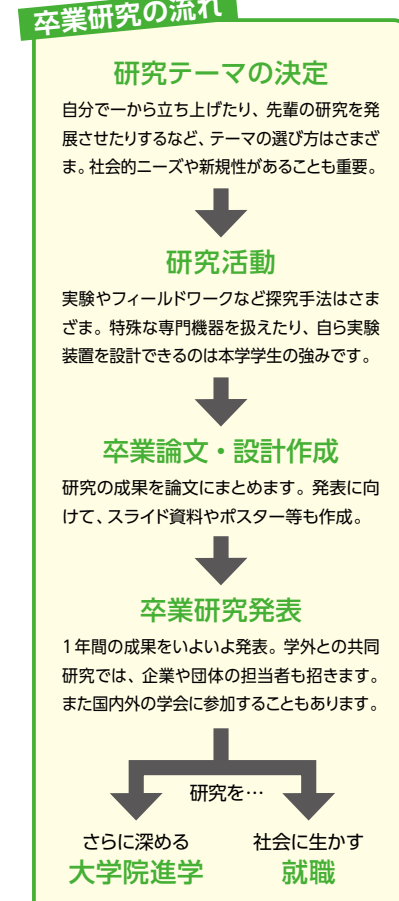 卒業研究の流れ
研究テーマの決定
自分で一から立ち上げたり、先輩の研究を発
展させたりするなど、テーマの選び方はさまざ
ま。社会的ニーズや新規性があることも重要。
研究活動
実験やフィールドワークなど探究手法はさま
ざま。特殊な専門機器を扱えたり、自ら実験
装置を設計できるのは本学学生の強みです。
卒業論文・設計作成
研究の成果を論文にまとめます。発表に向
けて、スライド資料やポスター等も作成。
卒業研究発表
1年間の成果をいよいよ発表。学外との共同
研究では、企業や団体の担当者も招きます。
また国内外の学会に参加することもあります。
研究を…
さらに深める
大学院進学
社会に生かす
就職